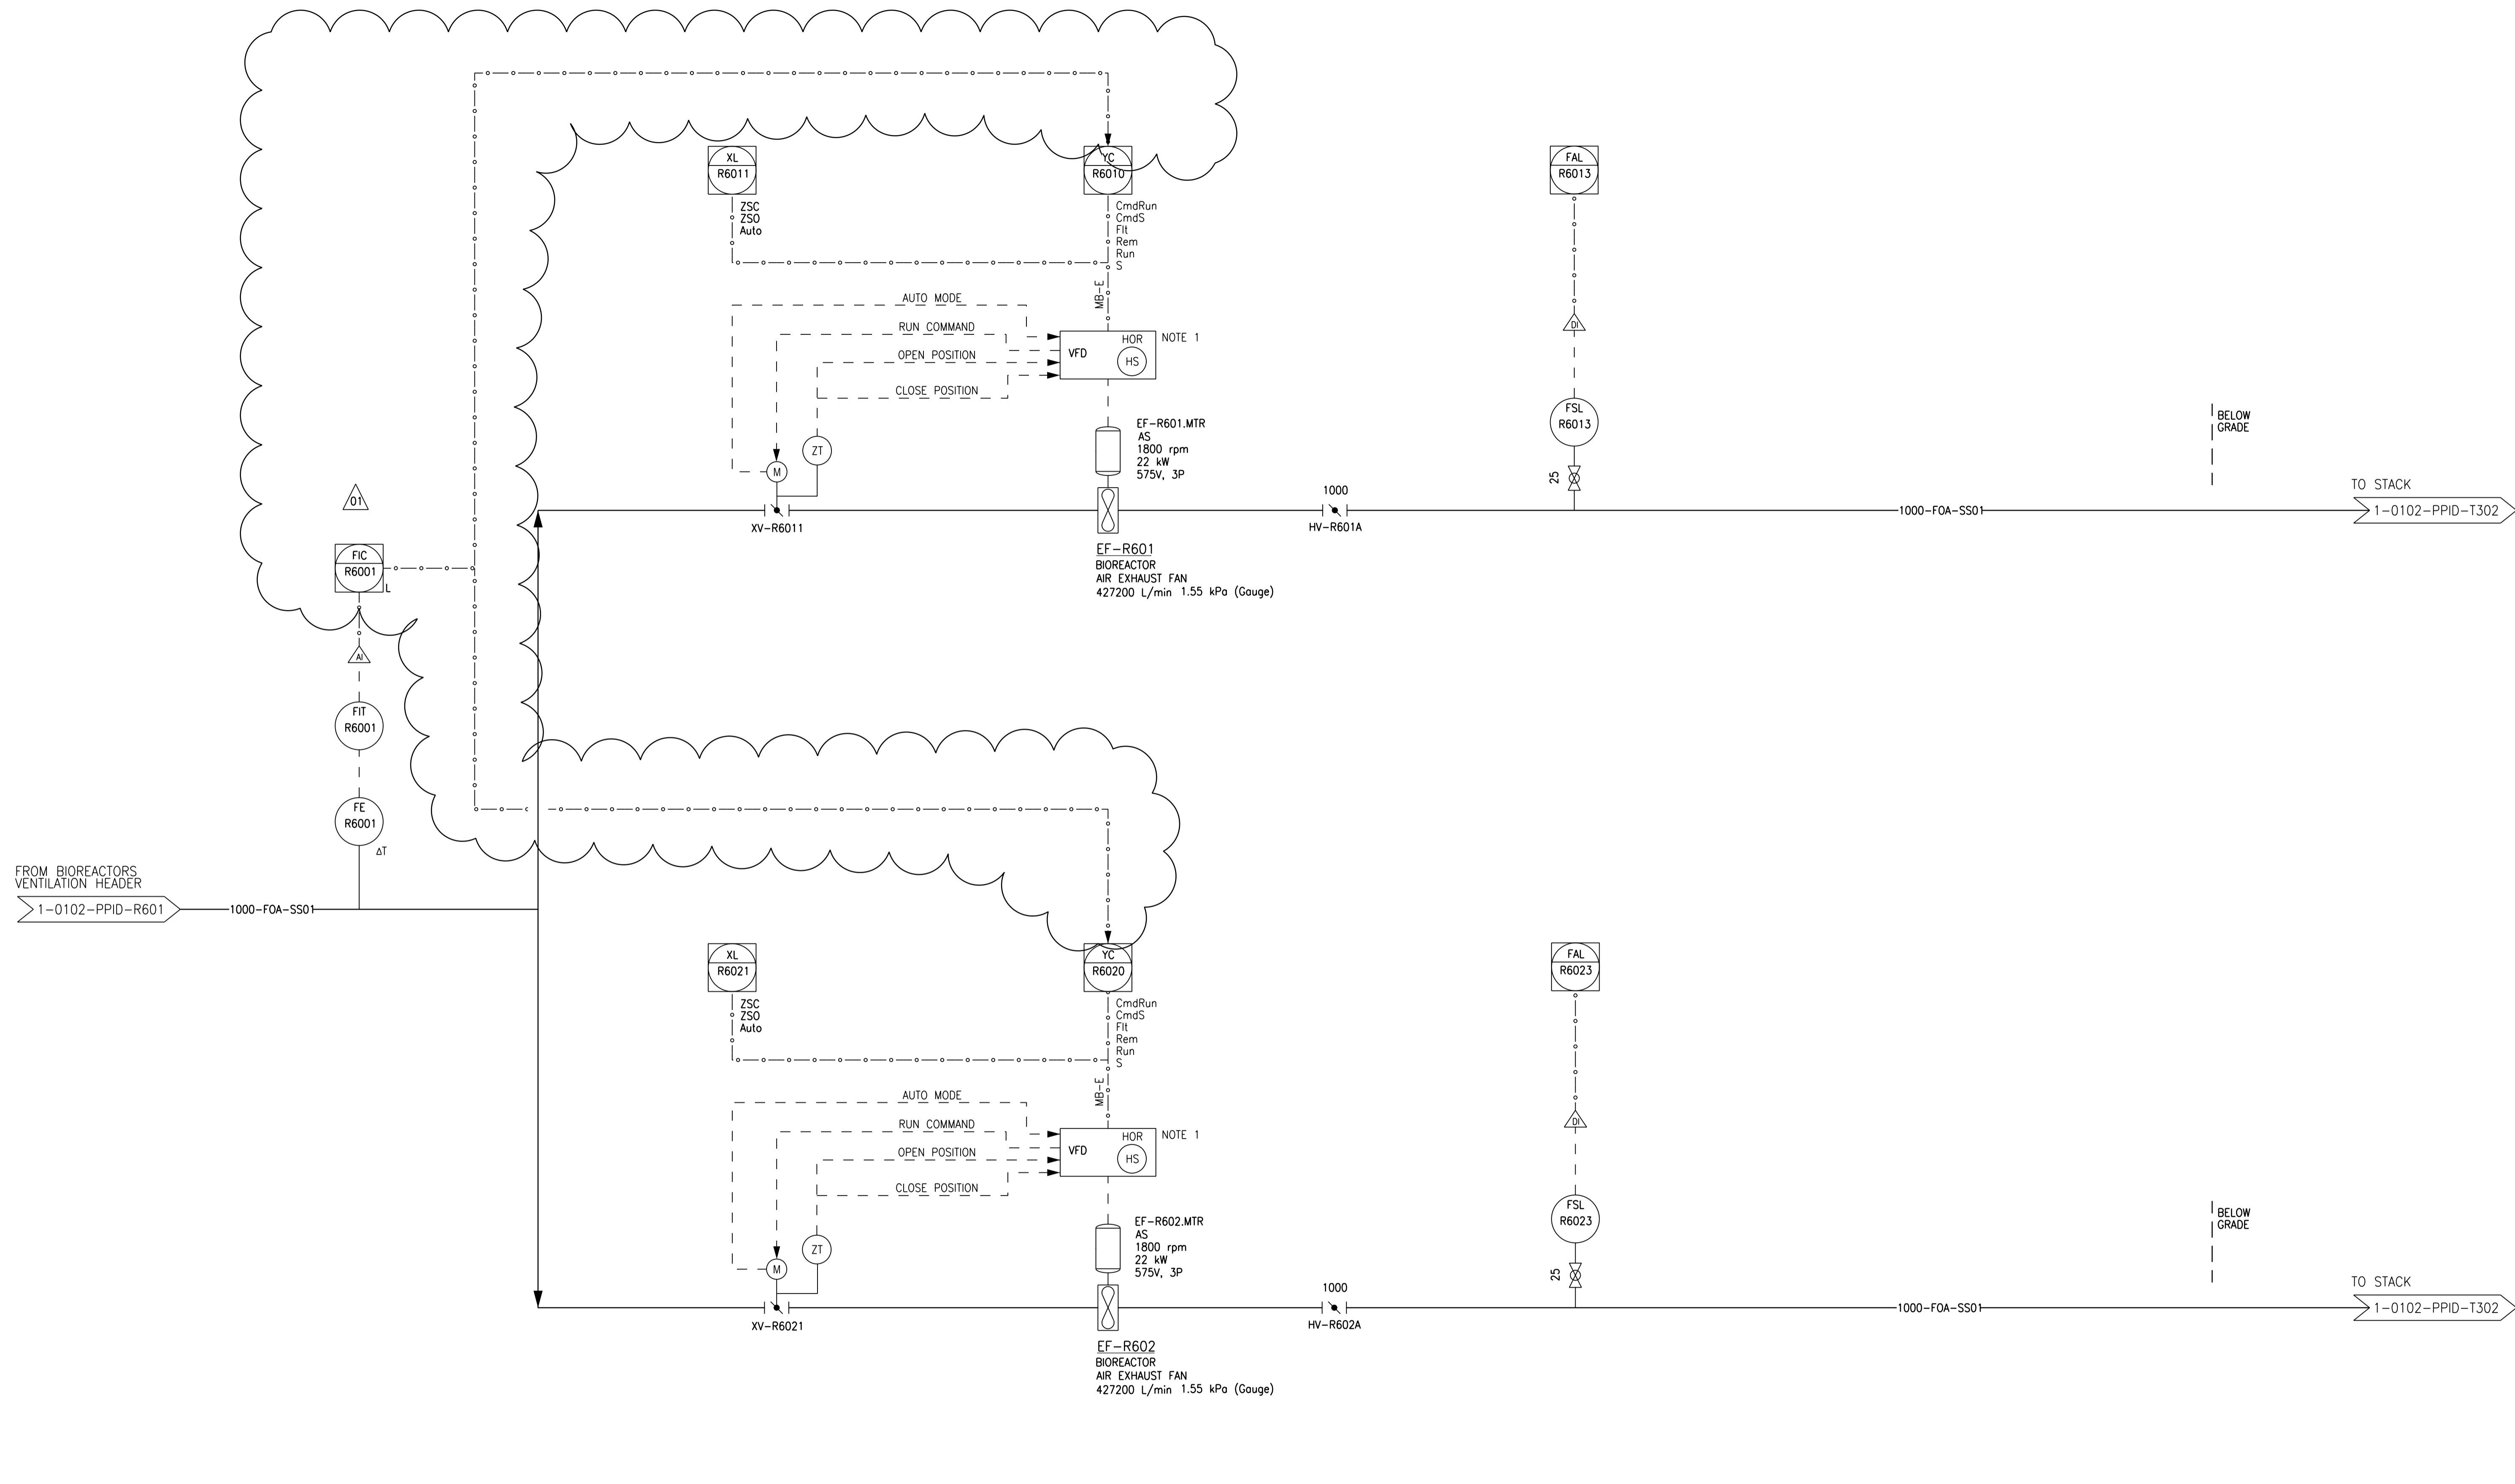 XL
R6011
YC
R6010
FAL
R6013
ZSC
ZSO
Auto
CmdRun
CmdS
Flt
Rem
Run
S
MB-E
AUTO MODE
RUN COMMAND
OPEN POSITION
CLOSE POSITION
VFD
HOR
HS
NOTE 1
DI
FSL
R6013
25
BELOW
GRADE
EF-R601.MTR
AS
1800 rpm
22 kW
575V, 3P
ZT
M
XV-R6011
1000
HV-R601A
1000-FOA-SS01
TO STACK
1-0102-PPID-T302
EF-R601
BIOREACTOR
AIR EXHAUST FAN
427200 L/min 1.55 kPa (Gauge)
01
FIC
R6001
L
AI
FIT
R6001
FE
R6001
ΔT
FROM BIOREACTORS
VENTILATION HEADER
1-0102-PPID-R601
1000-FOA-SS01
XL
R6021
YC
R6020
FAL
R6023
ZSC
ZSO
Auto
CmdRun
CmdS
Flt
Rem
Run
S
MB-E
AUTO MODE
RUN COMMAND
OPEN POSITION
CLOSE POSITION
VFD
HOR
HS
NOTE 1
DI
FSL
R6023
25
BELOW
GRADE
EF-R602.MTR
AS
1800 rpm
22 kW
575V, 3P
ZT
M
XV-R6021
1000
HV-R602A
1000-FOA-SS01
TO STACK
1-0102-PPID-T302
EF-R602
BIOREACTOR
AIR EXHAUST FAN
427200 L/min 1.55 kPa (Gauge)